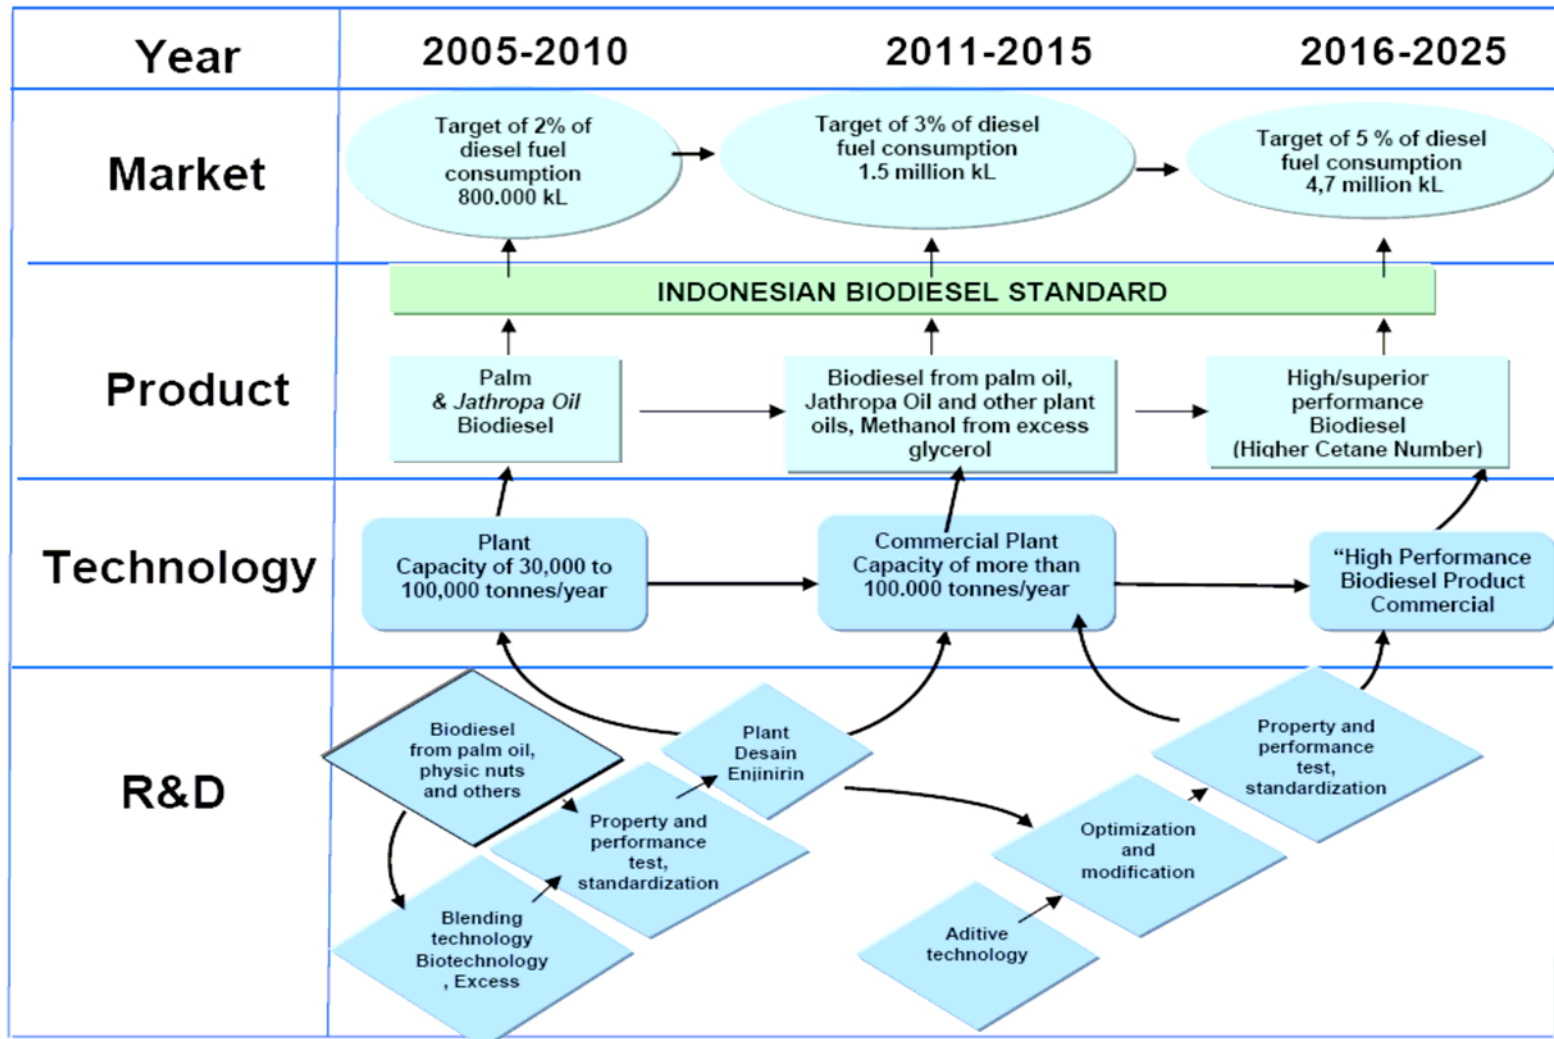 Year
2005-2010
2011-2015
2016-2025
Market
Target of 2% of
diesel fuel
consumption
800.000 kL
Target of 3% of diesel
fuel consumption
1.5 million kL
Target of 5 % of diesel
fuel consumption
4,7 million kL
INDONESIAN BIODIESEL STANDARD
Product
Palm
& Jathropa Oil
Biodiesel
Biodiesel from palm oil,
Jathropa Oil and other plant
oils, Methanol from excess
glycerol
High/superior
performance
Biodiesel
(Higher Cetane Number)
Technology
Plant
Capacity of 30,000 to
100,000 tonnes/year
Commercial Plant
Capacity of more than
100.000 tonnes/year
“High Performance
Biodiesel Product
Commercial
R&D
Biodiesel
from palm oil,
physic nuts
and others
Plant
Desain
Enjinirin
Property and
performance
test,
standardization
Property and
performance
test,
standardization
Optimization
and
modification
Blending
technology
Biotechnology
, Excess
Aditive
technology